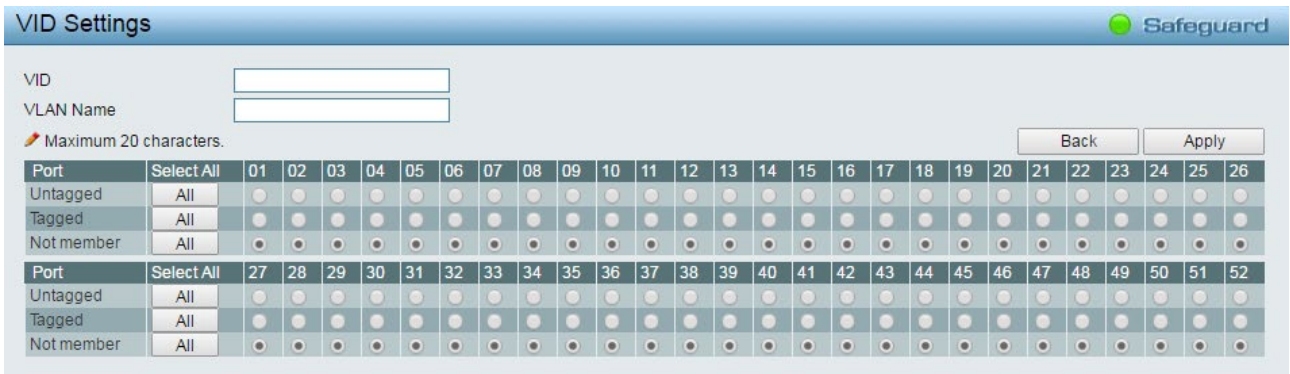 VID Settings Safeguard
VID
VLAN Name
Maximum 20 characters. Back Apply
Port Select All 01 02 03 04 05 06 07 08 09 10 11 12 13 14 15 16 17 18 19 20 21 22 23 24 25 26
Untagged All
Tagged All
Not member All
Port Select All 27 28 29 30 31 32 33 34 35 36 37 38 39 40 41 42 43 44 45 46 47 48 49 50 51 52
Untagged All
Tagged All
Not member All